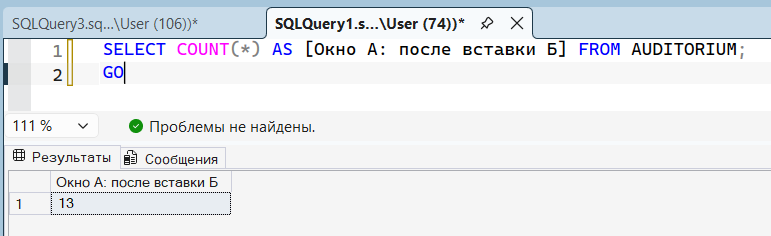 SQLQuery3.sq...\User (106))*
SQLQuery1.s...\User (74))*
1 SELECT COUNT(*) AS [Окно А: после вставки Б] FROM AUDITORIUM;
2 GO
111 %
Проблемы не найдены.
Результаты
Сообщения
Окно А: после вставки Б
1 13